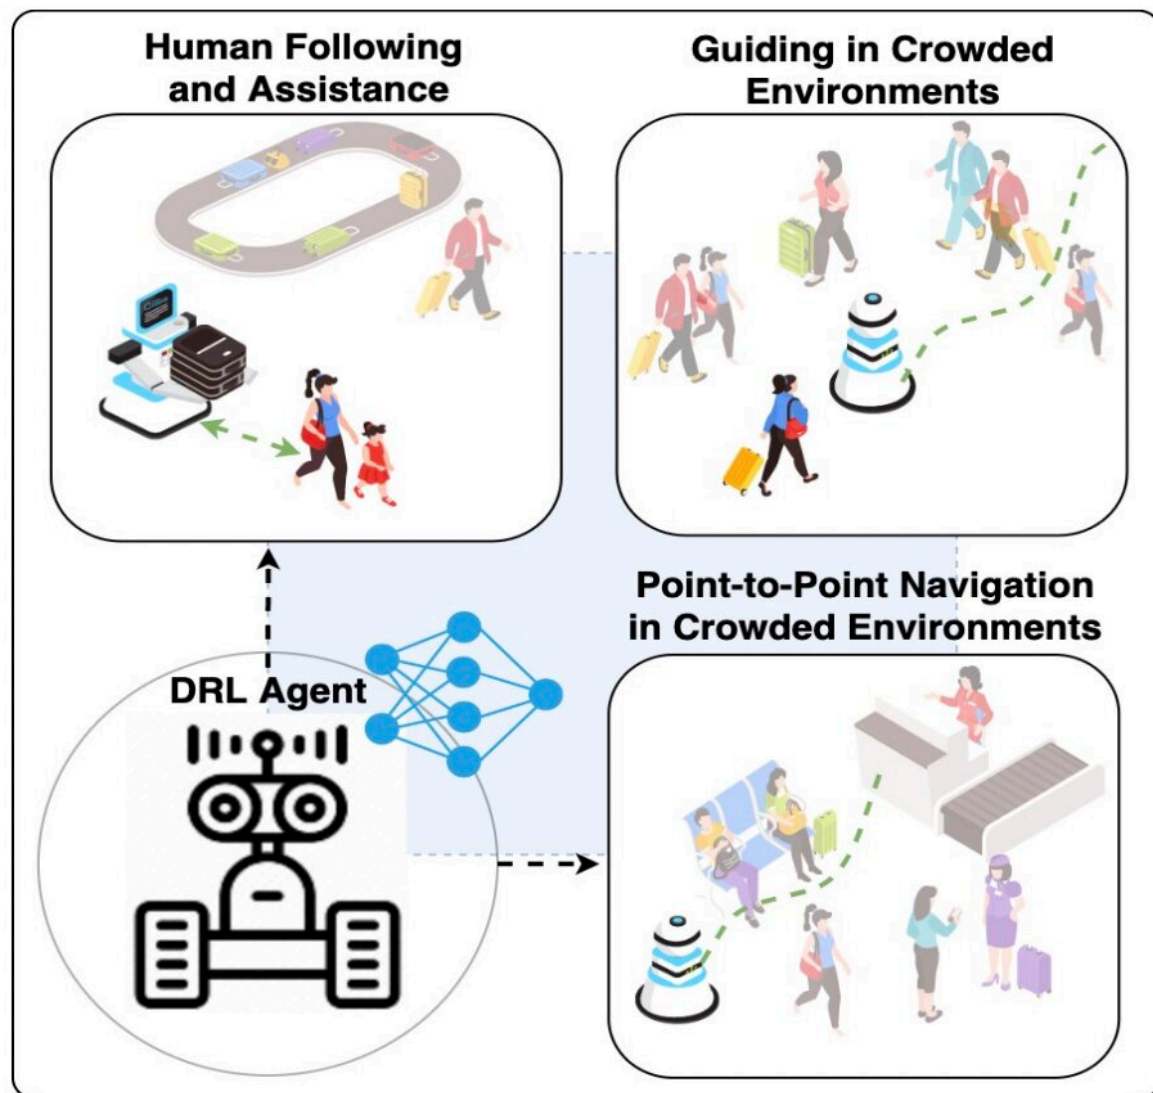 Human Following
and Assistance
Guiding in Crowded
Environments
Point-to-Point Navigation
in Crowded Environments
DRL Agent